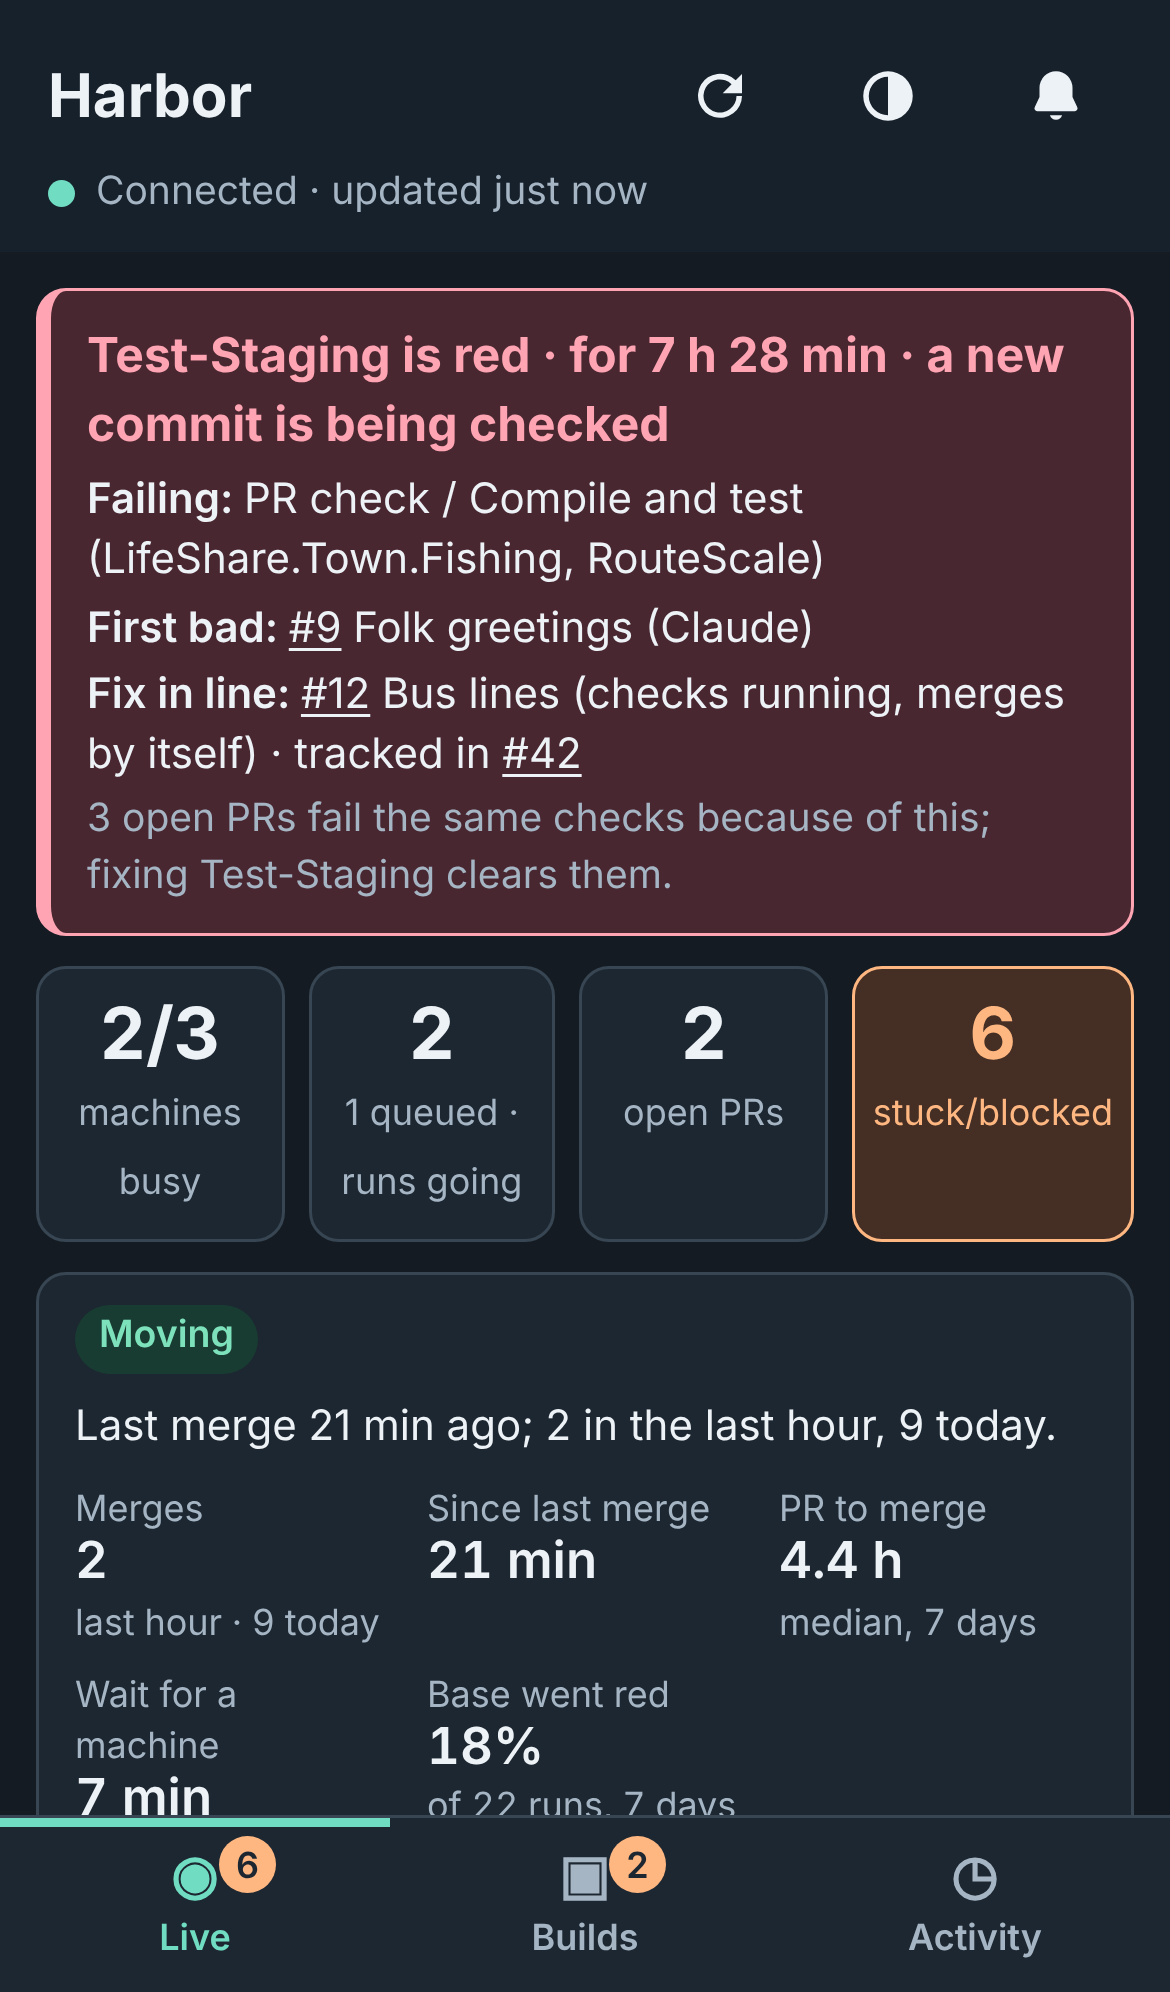 Harbor
Connected · updated just now
Test-Staging is red · for 7 h 28 min · a new
commit is being checked
Failing: PR check / Compile and test
(LifeShare.Town.Fishing, RouteScale)
First bad: #9 Folk greetings (Claude)
Fix in line: #12 Bus lines (checks running, merges
by itself) · tracked in #42
3 open PRs fail the same checks because of this;
fixing Test-Staging clears them.
2/3
machines
busy
2
1 queued ·
runs going
2
open PRs
6
stuck/blocked
Moving
Last merge 21 min ago; 2 in the last hour, 9 today.
Merges
2
last hour · 9 today
Since last merge
21 min
PR to merge
4.4 h
median, 7 days
Wait for a
machine
7 min
Base went red
18%
of 22 runs, 7 days
6
Live
2
Builds
Activity